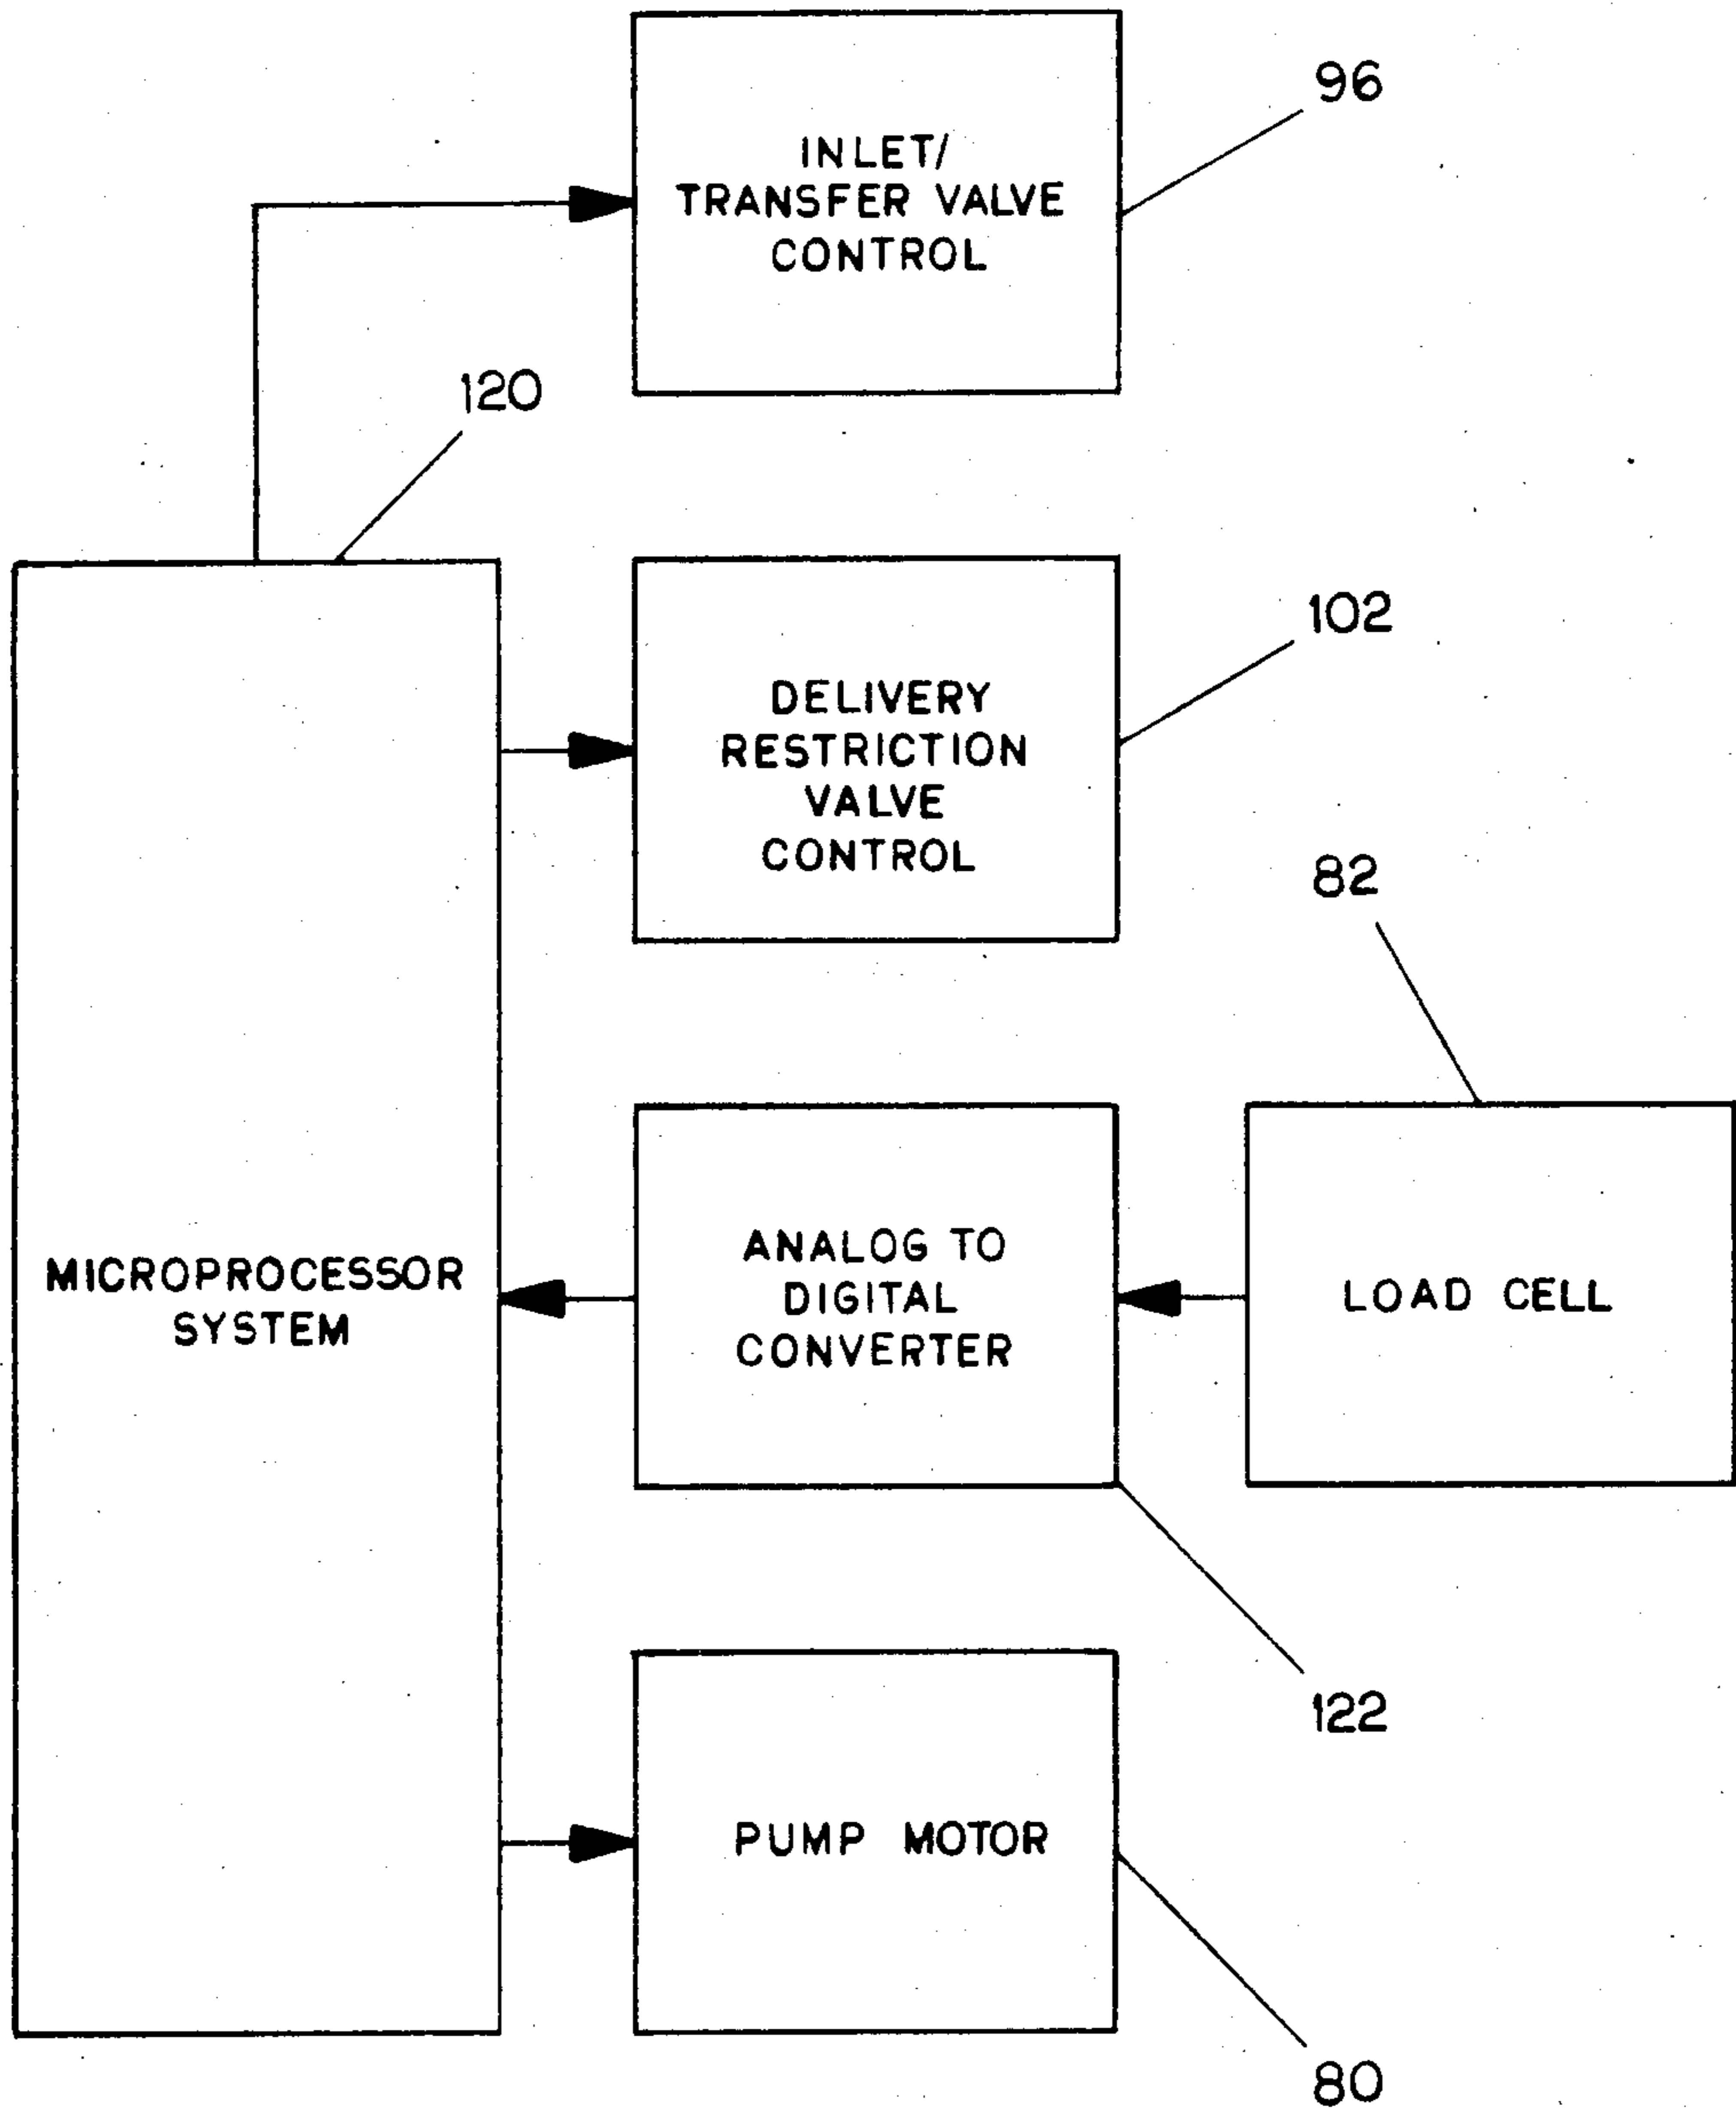 96
INLET/
TRANSFER VALVE
CONTROL
120
102
DELIVERY
RESTRICTION
VALVE
CONTROL
82
MICROPROCESSOR
SYSTEM
ANALOG TO
DIGITAL
CONVERTER
LOAD CELL
122
PUMP MOTOR
80